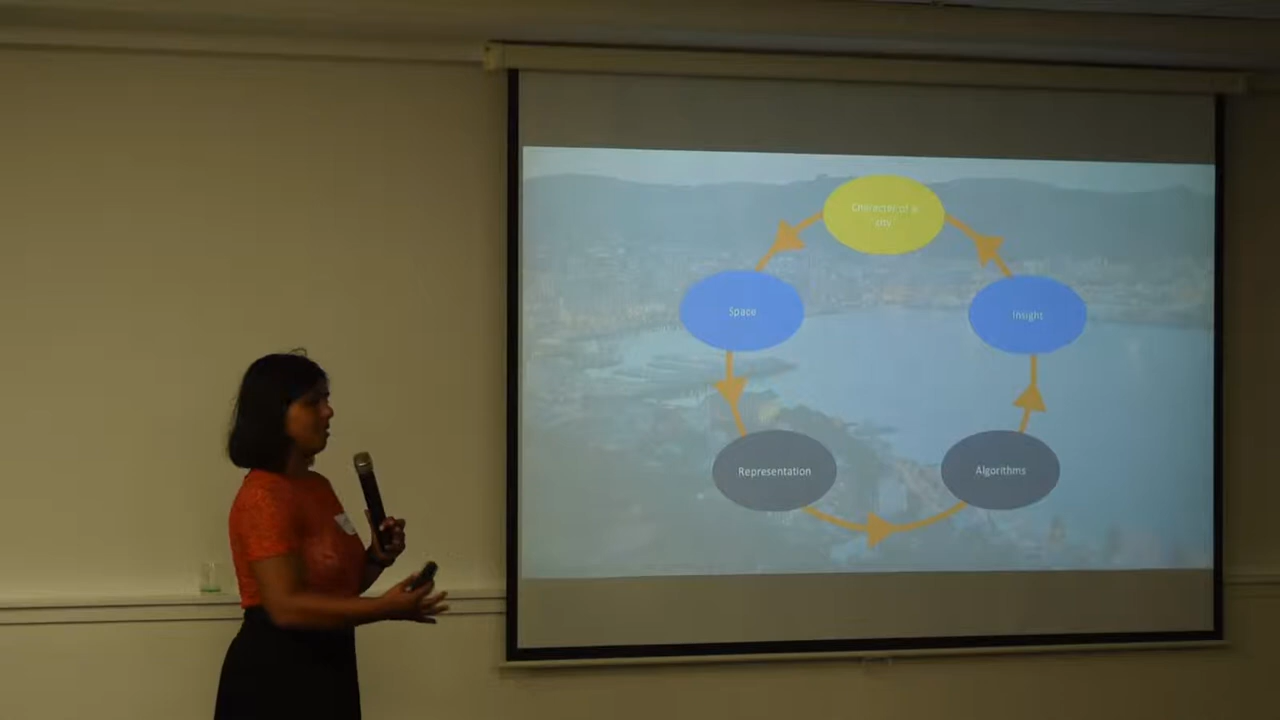 Character of a
city
Space
Insight
Representation
Algorithms